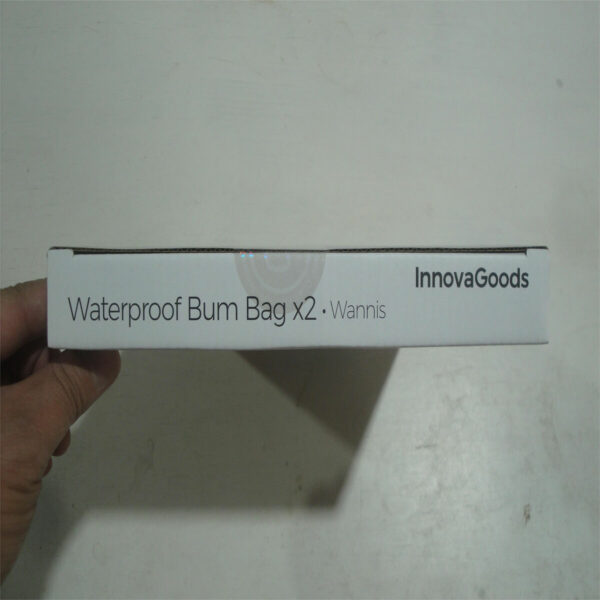 InnovaGoods
Waterproof Bum Bag x2 • Wannis